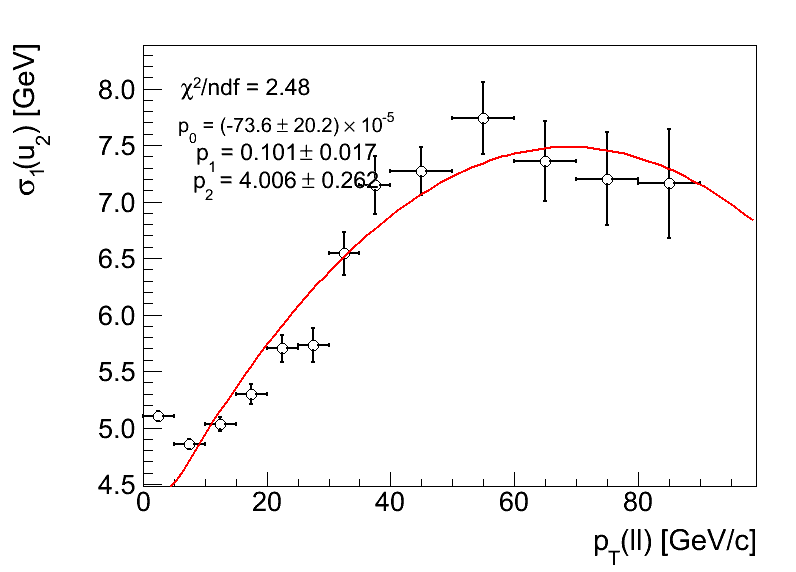 σ₁(u₂) [GeV]
8.0
7.5
7.0
6.5
6.0
5.5
5.0
4.5
χ²/ndf = 2.48
p₀ = (-73.6 ± 20.2) × 10⁻⁵
p₁ = 0.101 ± 0.017
p₂ = 4.006 ± 0.262
0 20 40 60 80
p_T(ll) [GeV/c]